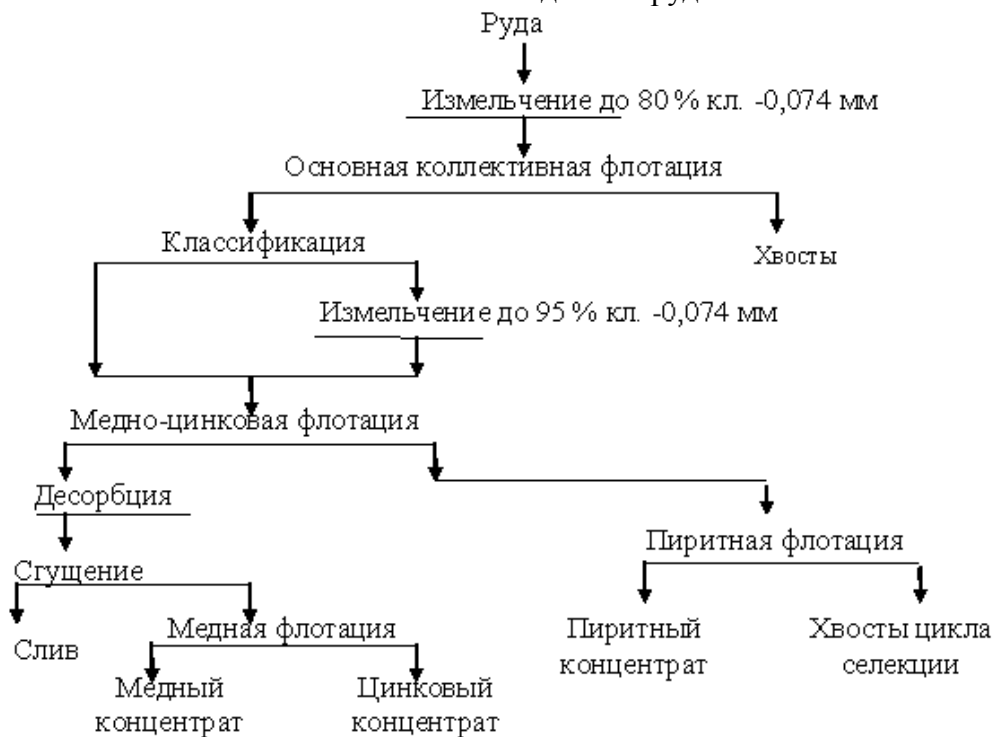 Руда
Измельчение до 80 % кл. -0,074 мм
Основная коллективная флотация
Классификация
Хвосты
Измельчение до 95 % кл. -0,074 мм
Медно-цинковая флотация
Десорбция
Пиритная флотация
Сгущение
Слив
Медная флотация
Пиритный
концентрат
Хвосты цикла
селекции
Медный
концентрат
Цинковый
концентрат